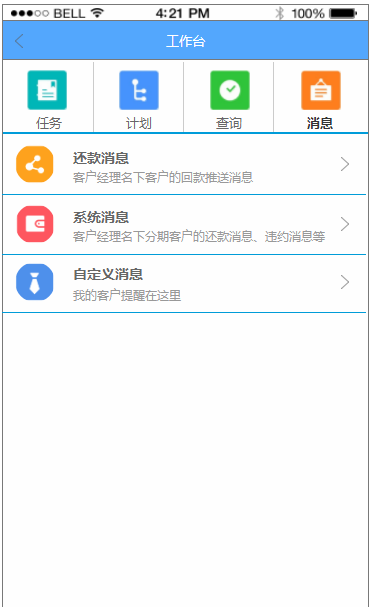 BELL 4:21 PM 100%
工作台
任务 计划 查询 消息
还款消息
客户经理名下客户的回款推送消息
系统消息
客户经理名下分期客户的还款消息、违约消息等
自定义消息
我的客户提醒在这里